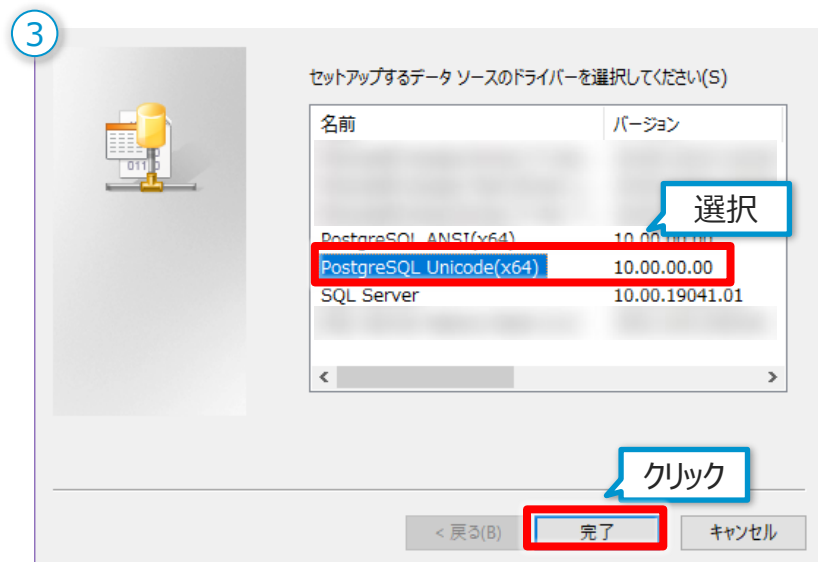 3
セットアップするデータ ソースのドライバーを選択してください(S)
名前 バージョン
選択
PostgreSQL ANSI(x64) 10.00.00.00
PostgreSQL Unicode(x64) 10.00.00.00
SQL Server 10.00.19041.01
クリック
< 戻る(B) 完了 キャンセル